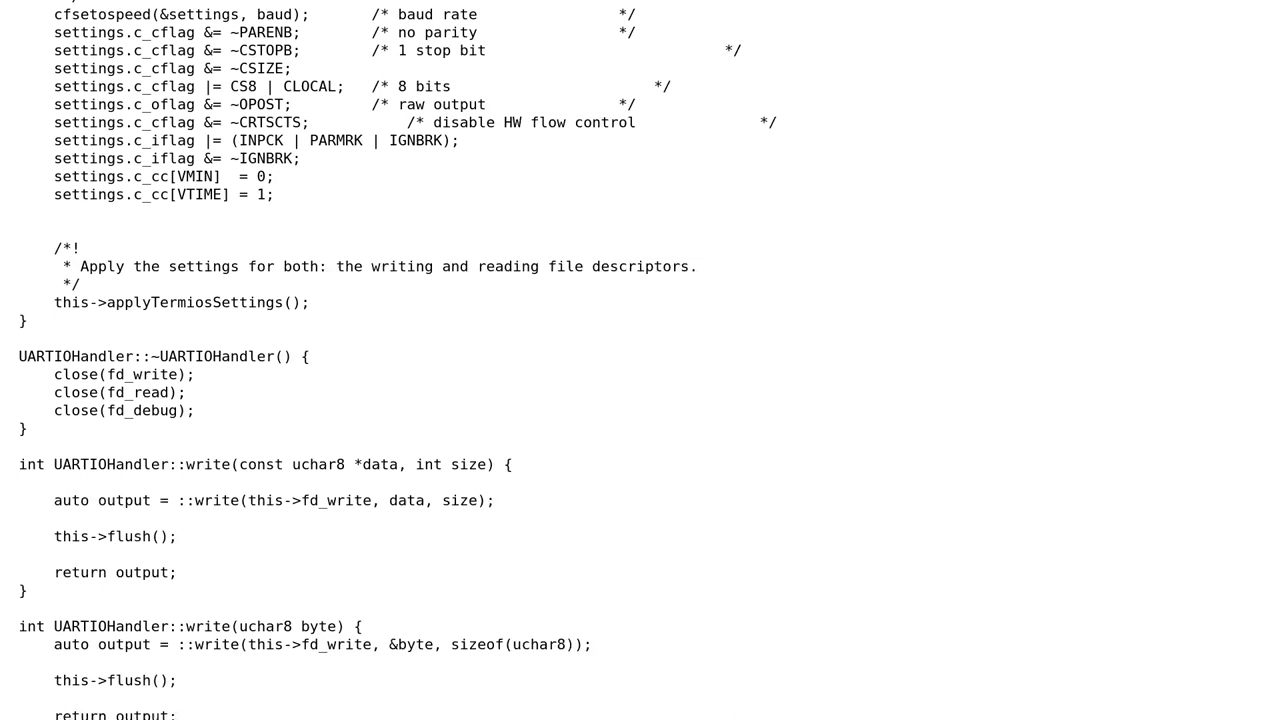 cfsetospeed(&settings, baud);       /* baud rate                */
    settings.c_cflag &= ~PARENB;        /* no parity                */
    settings.c_cflag &= ~CSTOPB;        /* 1 stop bit                           */
    settings.c_cflag &= ~CSIZE;
    settings.c_cflag |= CS8 | CLOCAL;   /* 8 bits                       */
    settings.c_oflag &= ~OPOST;         /* raw output               */
    settings.c_cflag &= ~CRTSCTS;           /* disable HW flow control              */
    settings.c_iflag |= (INPCK | PARMRK | IGNBRK);
    settings.c_iflag &= ~IGNBRK;
    settings.c_cc[VMIN]  = 0;
    settings.c_cc[VTIME] = 1;


    /*!
     * Apply the settings for both: the writing and reading file descriptors.
     */
    this->applyTermiosSettings();
}

UARTIOHandler::~UARTIOHandler() {
    close(fd_write);
    close(fd_read);
    close(fd_debug);
}

int UARTIOHandler::write(const uchar8 *data, int size) {

    auto output = ::write(this->fd_write, data, size);

    this->flush();

    return output;
}

int UARTIOHandler::write(uchar8 byte) {
    auto output = ::write(this->fd_write, &byte, sizeof(uchar8));

    this->flush();

    return output;